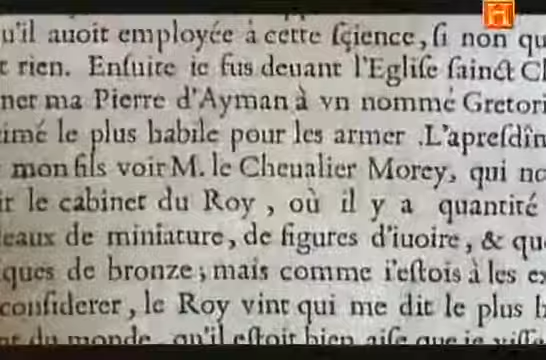 u'il auoit employée à cette ſçience, ſi non qu
t rien. Enſuite ie fus deuant l'Egliſe ſainct Cl
ner ma Pierre d'Ayman à vn nommé Gretori
imé le plus habile pour les armer .L'apreſdîn
mon fils voir M. le Cheualier Morey, qui no
ir le cabinet du Roy, où il y a quantité
eaux de miniature, de figures d'iuoire, & qu
ques de bronze; mais comme i'eſtois à les ex
conſiderer, le Roy vint qui me dit le plus h
du monde, qu'il eſtoit bien aiſe que ie viſſ
H